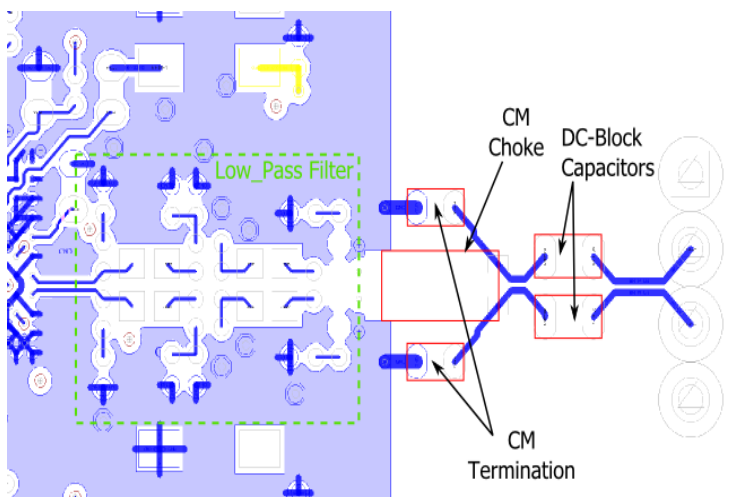 CM
Choke
DC-Block
Capacitors
Low_Pass Filter
CM
Termination